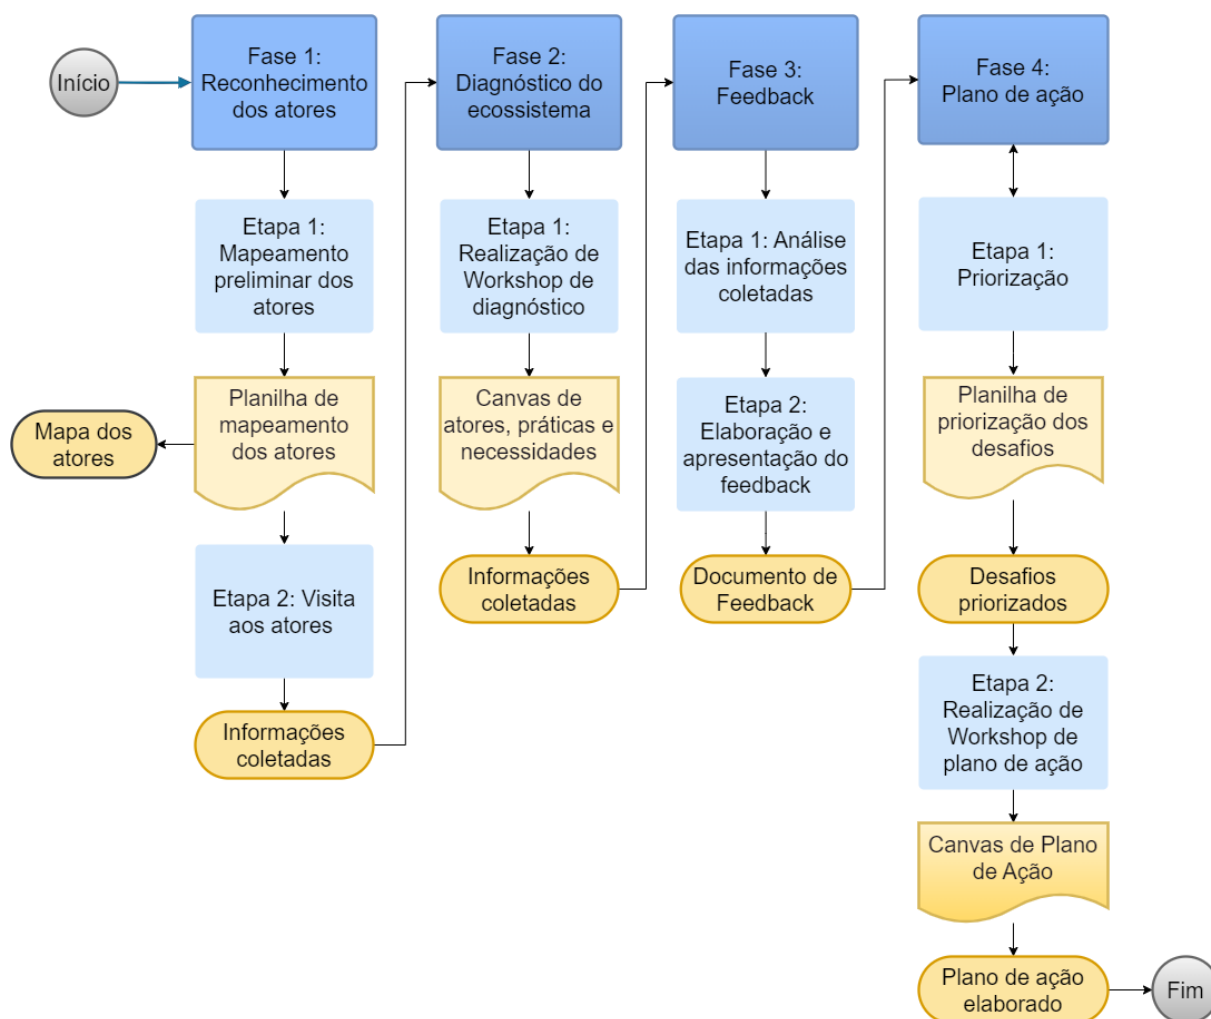 Início
Fase 1:
Reconhecimento
dos atores
Etapa 1:
Mapeamento
preliminar dos
atores
Planilha de
mapeamento
dos atores
Mapa dos
atores
Etapa 2: Visita
aos atores
Informações
coletadas
Fase 2:
Diagnóstico do
ecossistema
Etapa 1:
Realização de
Workshop de
diagnóstico
Canvas de
atores, práticas e
necessidades
Informações
coletadas
Fase 3:
Feedback
Etapa 1: Análise
das informações
coletadas
Etapa 2:
Elaboração e
apresentação do
feedback
Documento de
Feedback
Fase 4:
Plano de ação
Etapa 1:
Priorização
Planilha de
priorização dos
desafios
Desafios
priorizados
Etapa 2:
Realização de
Workshop de
plano de ação
Canvas de Plano
de Ação
Plano de ação
elaborado
Fim